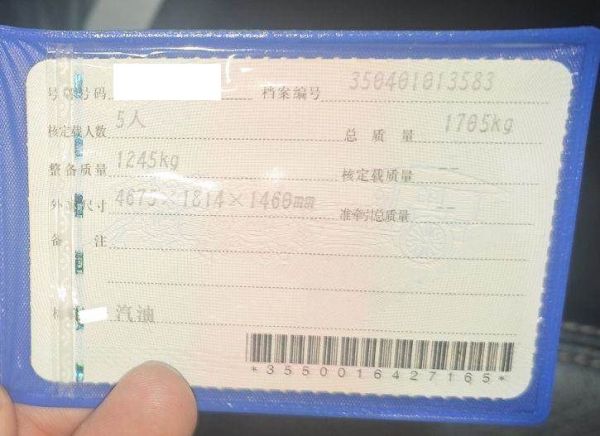 号牌号码 档案编号 350401013583
核定载人数 5人 总质量 1705kg
整备质量 1245kg 核定载质量 --
外廓尺寸 4675×1814×1460mm 准牵引总质量 --
备注
汽油
*3550016427165*